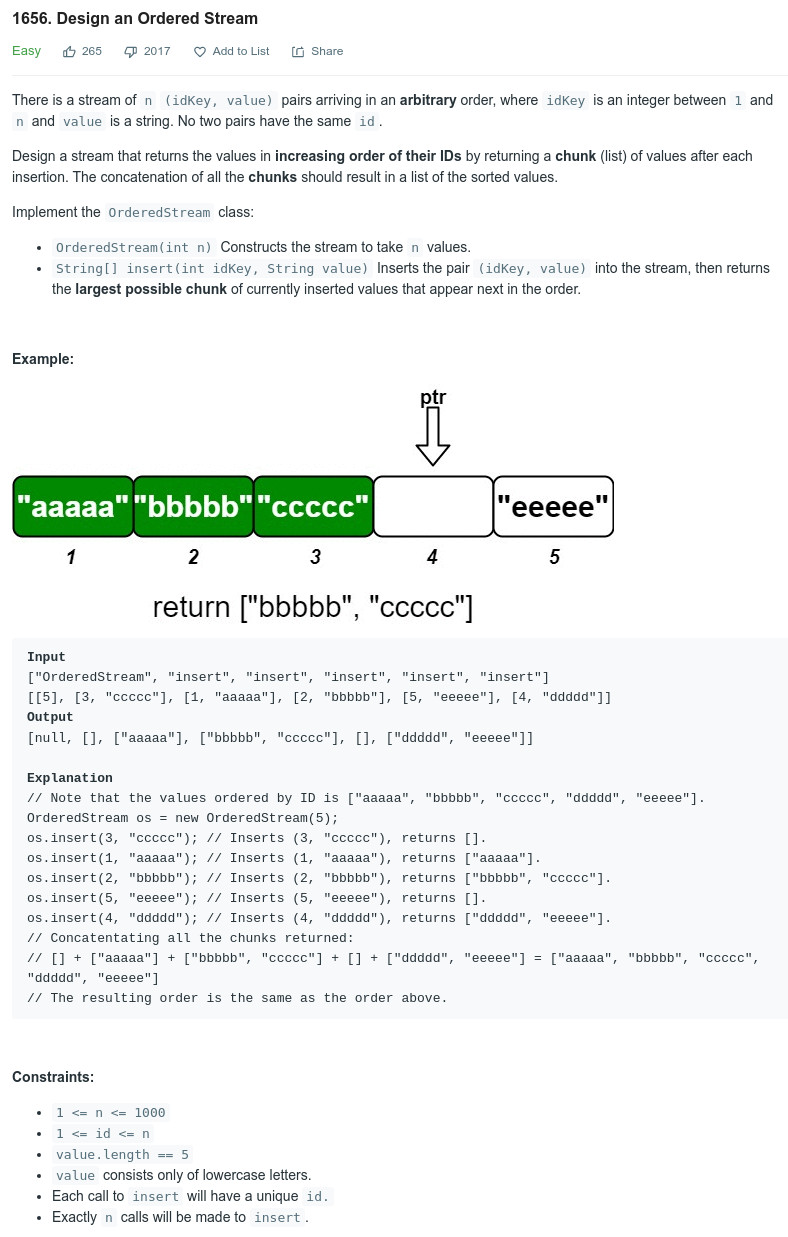 1656. Design an Ordered Stream
Easy 265 2017 Add to List Share
There is a stream of n (idKey, value) pairs arriving in an arbitrary order, where idKey is an integer between 1 and
n and value is a string. No two pairs have the same id .
Design a stream that returns the values in increasing order of their IDs by returning a chunk (list) of values after each
insertion. The concatenation of all the chunks should result in a list of the sorted values.
Implement the OrderedStream class:
• OrderedStream(int n) Constructs the stream to take n values.
• String[] insert(int idKey, String value) Inserts the pair (idKey, value) into the stream, then returns
the largest possible chunk of currently inserted values that appear next in the order.
Example:
ptr
"aaaaa" "bbbbb" "ccccc" "eeeee"
1 2 3 4 5
return ["bbbbb", "ccccc"]
Input
["OrderedStream", "insert", "insert", "insert", "insert", "insert"]
[[5], [3, "ccccc"], [1, "aaaaa"], [2, "bbbbb"], [5, "eeeee"], [4, "ddddd"]]
Output
[null, [], ["aaaaa"], ["bbbbb", "ccccc"], [], ["ddddd", "eeeee"]]
Explanation
// Note that the values ordered by ID is ["aaaaa", "bbbbb", "ccccc", "ddddd", "eeeee"].
OrderedStream os = new OrderedStream(5);
os.insert(3, "ccccc"); // Inserts (3, "ccccc"), returns [].
os.insert(1, "aaaaa"); // Inserts (1, "aaaaa"), returns ["aaaaa"].
os.insert(2, "bbbbb"); // Inserts (2, "bbbbb"), returns ["bbbbb", "ccccc"].
os.insert(5, "eeeee"); // Inserts (5, "eeeee"), returns [].
os.insert(4, "ddddd"); // Inserts (4, "ddddd"), returns ["ddddd", "eeeee"].
// Concatentating all the chunks returned:
// [] + ["aaaaa"] + ["bbbbb", "ccccc"] + [] + ["ddddd", "eeeee"] = ["aaaaa", "bbbbb", "ccccc",
"ddddd", "eeeee"]
// The resulting order is the same as the order above.
Constraints:
• 1 <= n <= 1000
• 1 <= id <= n
• value.length == 5
• value consists only of lowercase letters.
• Each call to insert will have a unique id.
• Exactly n calls will be made to insert .